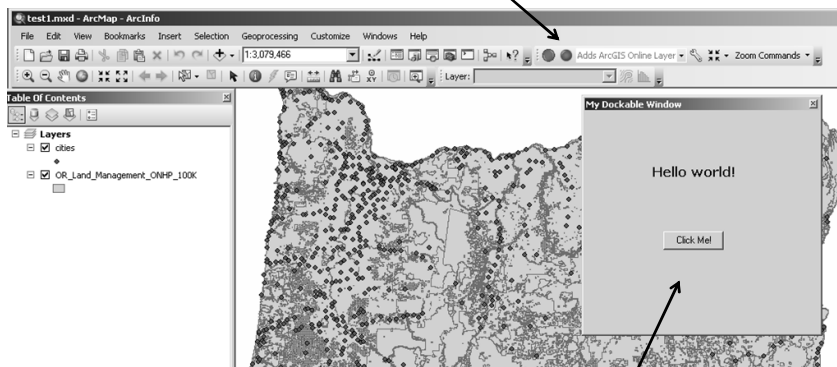 test1.mxd - ArcMap - ArcInfo
File Edit View Bookmarks Insert Selection Geoprocessing Customize Windows Help
1:3,079,466 Adds ArcGIS Online Layer Zoom Commands
Layer:
Table Of Contents
My Dockable Window
Layers
cities
OR_Land_Management_ONHP_100K
Hello world!
Click Me!